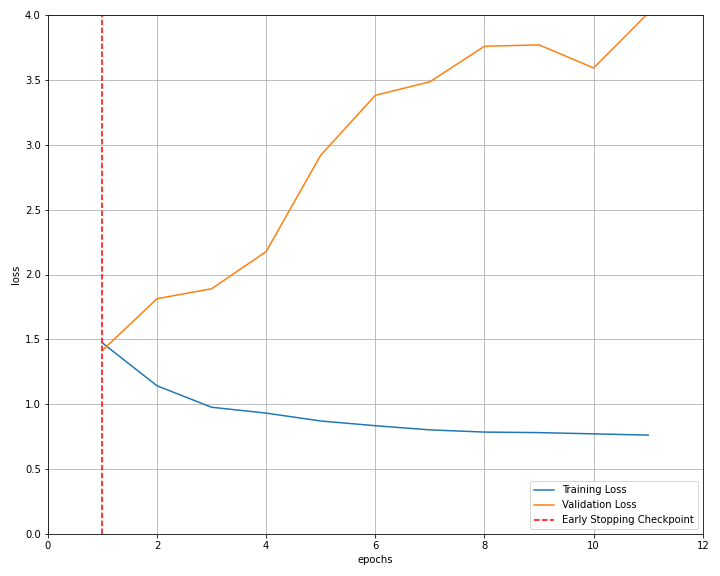 4.0
3.5
3.0
2.5
2.0
1.5
1.0
0.5
0.0
loss
0 2 4 6 8 10 12
epochs
Training Loss
Validation Loss
Early Stopping Checkpoint